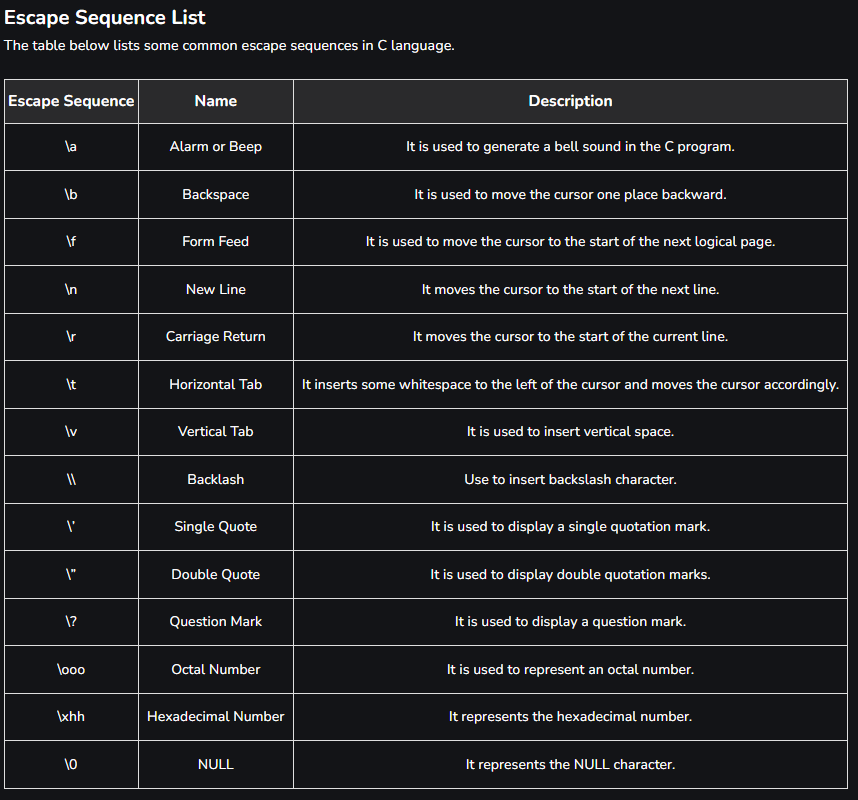 Escape Sequence List
The table below lists some common escape sequences in C language.
Escape Sequence Name Description
\a Alarm or Beep It is used to generate a bell sound in the C program.
\b Backspace It is used to move the cursor one place backward.
\f Form Feed It is used to move the cursor to the start of the next logical page.
\n New Line It moves the cursor to the start of the next line.
\r Carriage Return It moves the cursor to the start of the current line.
\t Horizontal Tab It inserts some whitespace to the left of the cursor and moves the cursor accordingly.
\v Vertical Tab It is used to insert vertical space.
\\ Backlash Use to insert backslash character.
\’ Single Quote It is used to display a single quotation mark.
\” Double Quote It is used to display double quotation marks.
\? Question Mark It is used to display a question mark.
\ooo Octal Number It is used to represent an octal number.
\xhh Hexadecimal Number It represents the hexadecimal number.
\0 NULL It represents the NULL character.